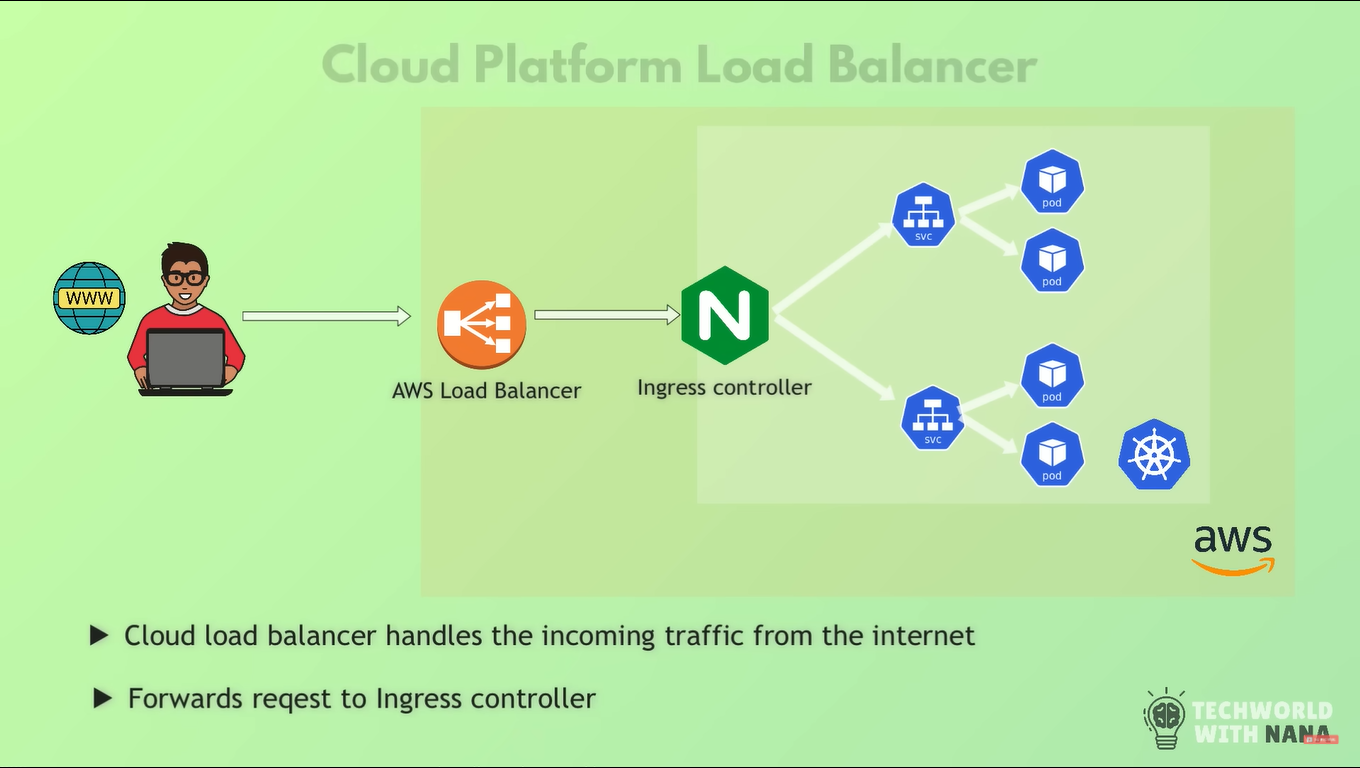 Cloud Platform Load Balancer
WWW
AWS Load Balancer
Ingress controller
svc
pod
pod
svc
pod
pod
aws
Cloud load balancer handles the incoming traffic from the internet
Forwards reqest to Ingress controller
TECHWORLD
WITH NANA